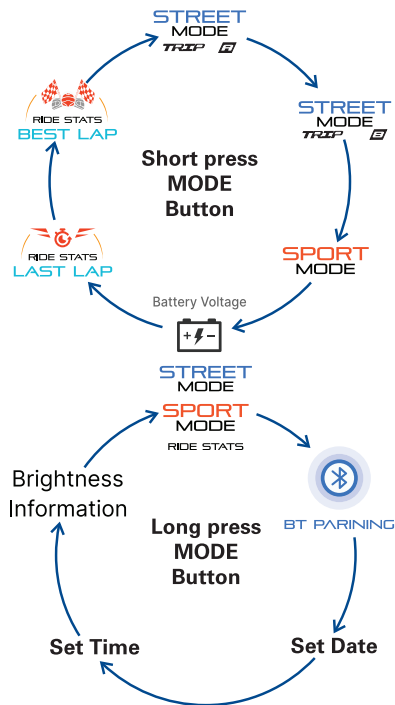 STREET
MODE
TRIP A
STREET
MODE
TRIP B
SPORT
MODE
Battery Voltage
+ -
RIDE STATS
LAST LAP
RIDE STATS
BEST LAP
Short press
MODE
Button
STREET
MODE
SPORT
MODE
RIDE STATS
BT PARINING
Set Date
Set Time
Brightness
Information
Long press
MODE
Button